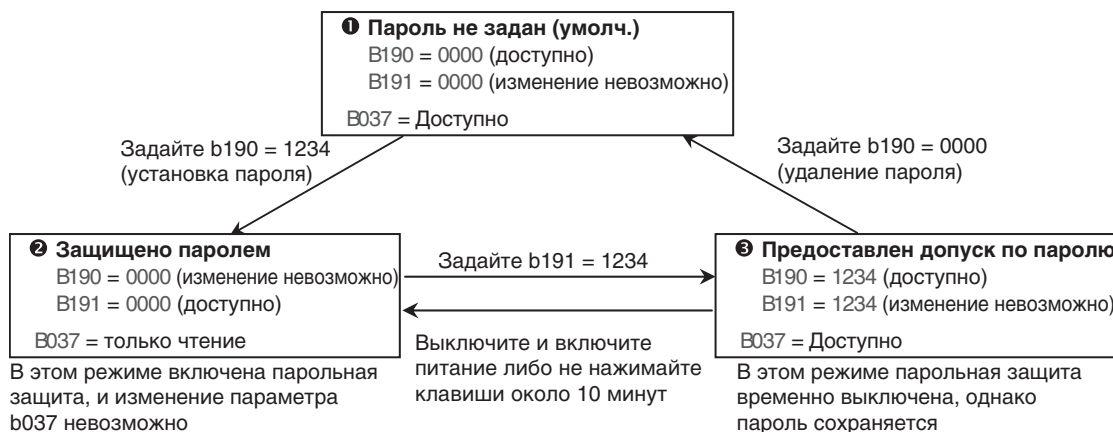 ❶ Пароль не задан (умолч.)
B190 = 0000 (доступно)
B191 = 0000 (изменение невозможно)
B037 = Доступно
Задайте b190 = 1234
(установка пароля)
Задайте b190 = 0000
(удаление пароля)
❷ Защищено паролем
B190 = 0000 (изменение невозможно)
B191 = 0000 (доступно)
B037 = только чтение
Задайте b191 = 1234
❸ Предоставлен допуск по паролю
B190 = 1234 (доступно)
B191 = 1234 (изменение невозможно)
B037 = Доступно
В этом режиме включена парольная
защита, и изменение параметра
b037 невозможно
Выключите и включите
питание либо не нажимайте
клавиши около 10 минут
В этом режиме парольная защита
временно выключена, однако
пароль сохраняется